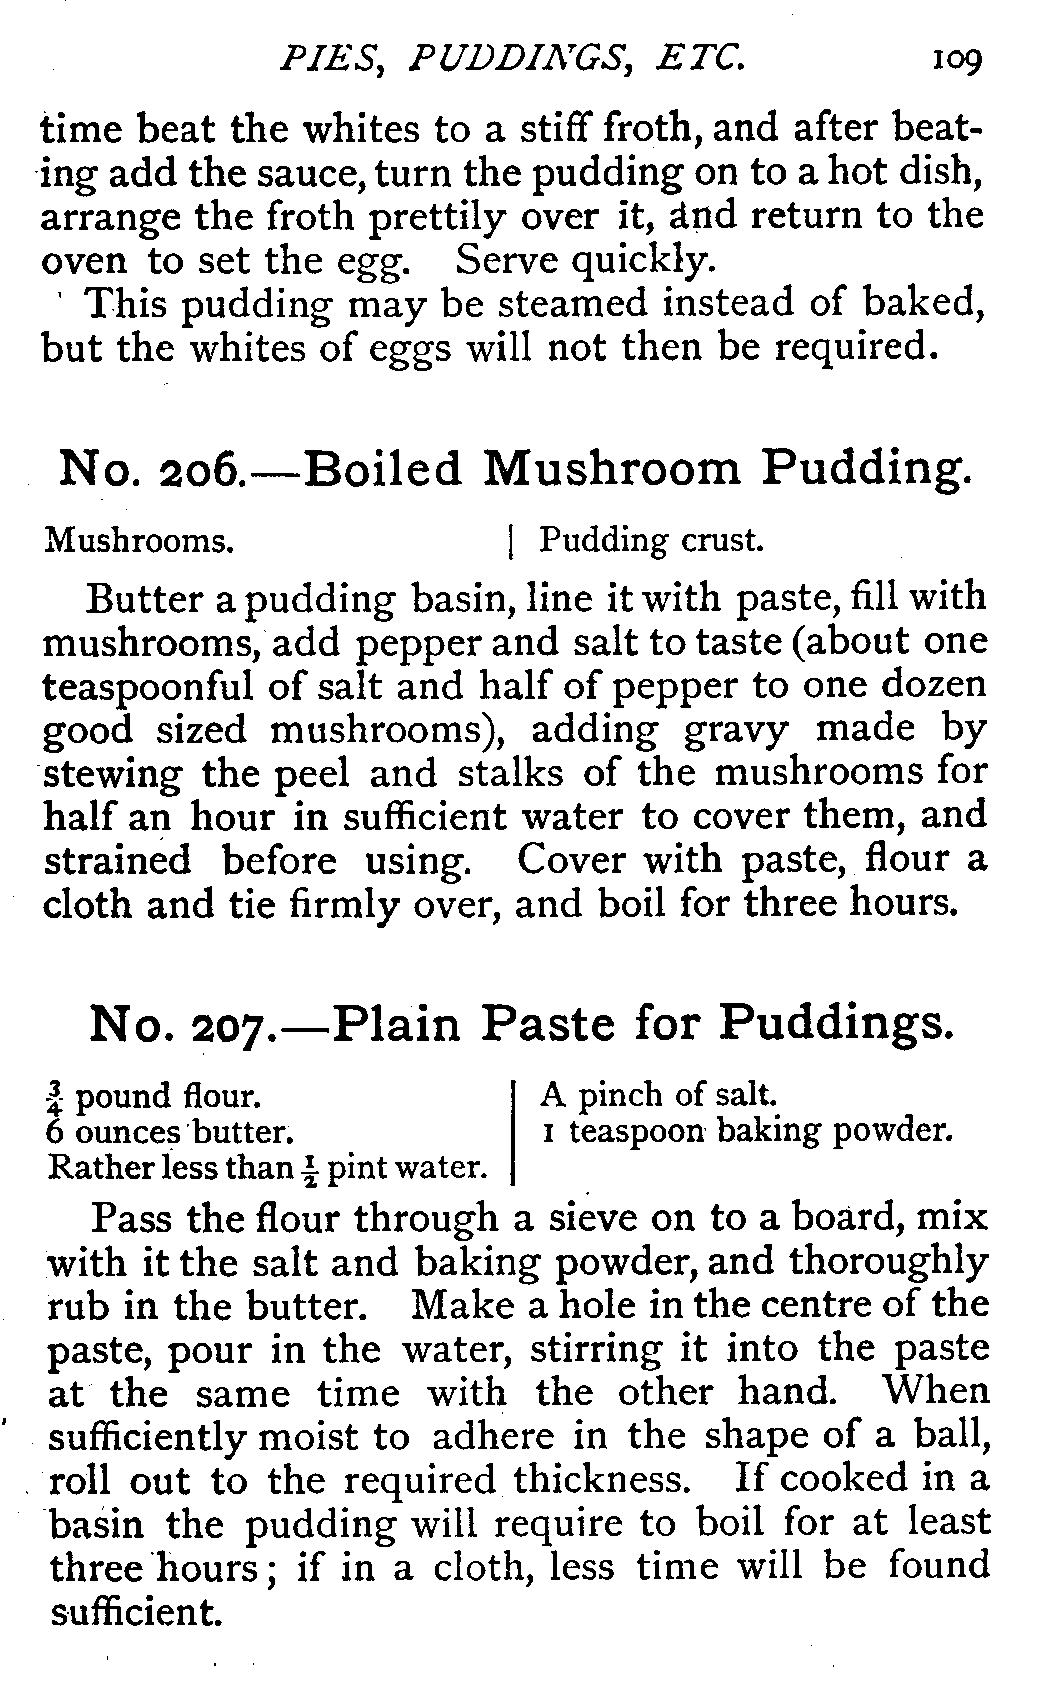 PIES, PUDDINGS, ETC. 109
time beat the whites to a stiff froth, and after beat-
ing add the sauce, turn the pudding on to a hot dish,
arrange the froth prettily over it, and return to the
oven to set the egg. Serve quickly.
This pudding may be steamed instead of baked,
but the whites of eggs will not then be required.
No. 206.—Boiled Mushroom Pudding.
Mushrooms. | Pudding crust.
Butter a pudding basin, line it with paste, fill with
mushrooms, add pepper and salt to taste (about one
teaspoonful of salt and half of pepper to one dozen
good sized mushrooms), adding gravy made by
stewing the peel and stalks of the mushrooms for
half an hour in sufficient water to cover them, and
strained before using. Cover with paste, flour a
cloth and tie firmly over, and boil for three hours.
No. 207.—Plain Paste for Puddings.
¾ pound flour. | A pinch of salt.
6 ounces butter. | 1 teaspoon baking powder.
Rather less than ½ pint water. |
Pass the flour through a sieve on to a board, mix
with it the salt and baking powder, and thoroughly
rub in the butter. Make a hole in the centre of the
paste, pour in the water, stirring it into the paste
at the same time with the other hand. When
sufficiently moist to adhere in the shape of a ball,
roll out to the required thickness. If cooked in a
basin the pudding will require to boil for at least
three hours; if in a cloth, less time will be found
sufficient.